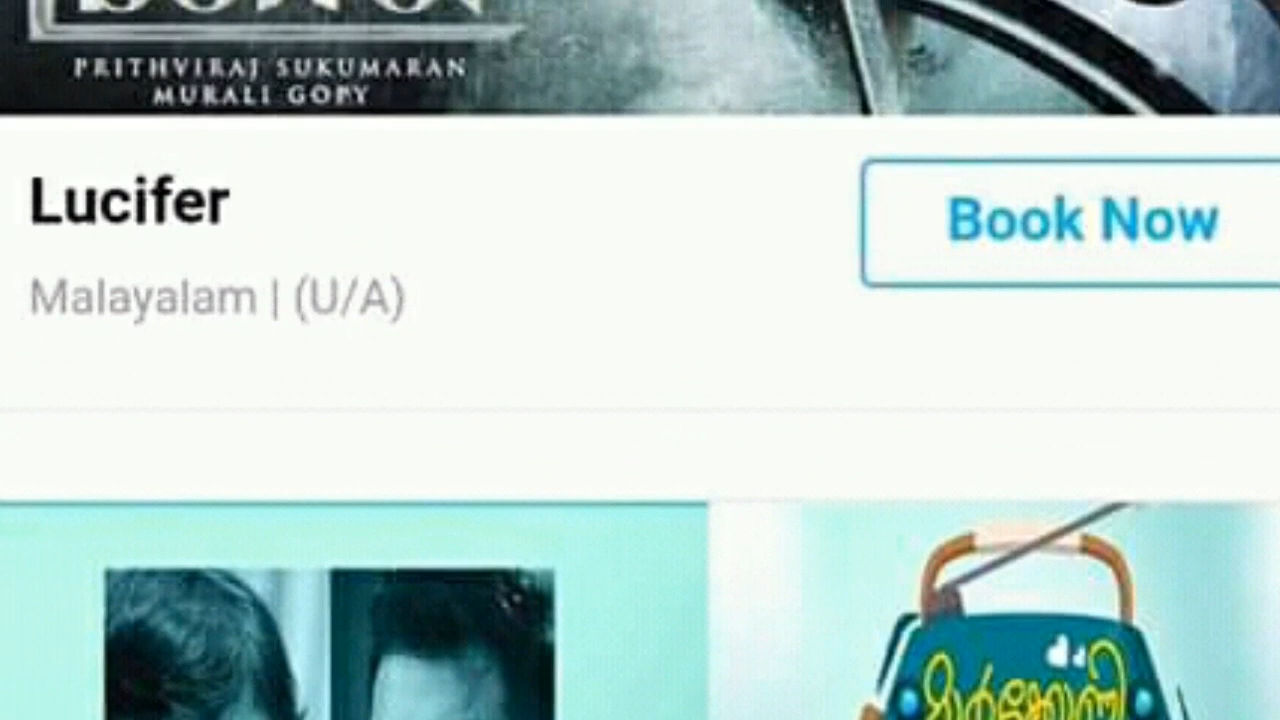 PRITHVIRAJ SUKUMARAN
MURALI GOPY
Lucifer
Book Now
Malayalam | (U/A)